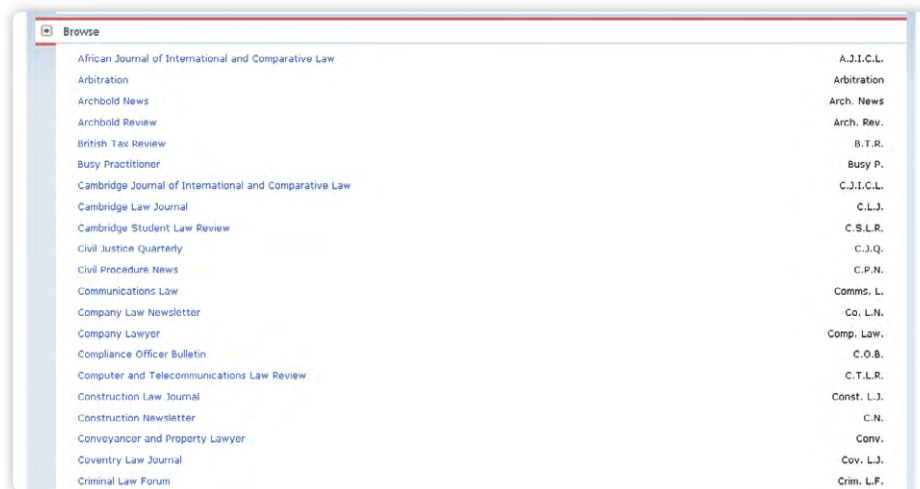 Browse
African Journal of International and Comparative Law A.J.I.C.L.
Arbitration Arbitration
Archbold News Arch. News
Archbold Review Arch. Rev.
British Tax Review B.T.R.
Busy Practitioner Busy P.
Cambridge Journal of International and Comparative Law C.J.I.C.L.
Cambridge Law Journal C.L.J.
Cambridge Student Law Review C.S.L.R.
Civil Justice Quarterly C.J.Q.
Civil Procedure News C.P.N.
Communications Law Comms. L.
Company Law Newsletter Co. L.N.
Company Lawyer Comp. Law.
Compliance Officer Bulletin C.O.B.
Computer and Telecommunications Law Review C.T.L.R.
Construction Law Journal Const. L.J.
Construction Newsletter C.N.
Conveyancer and Property Lawyer Conv.
Coventry Law Journal Cov. L.J.
Criminal Law Forum Crim. L.F.